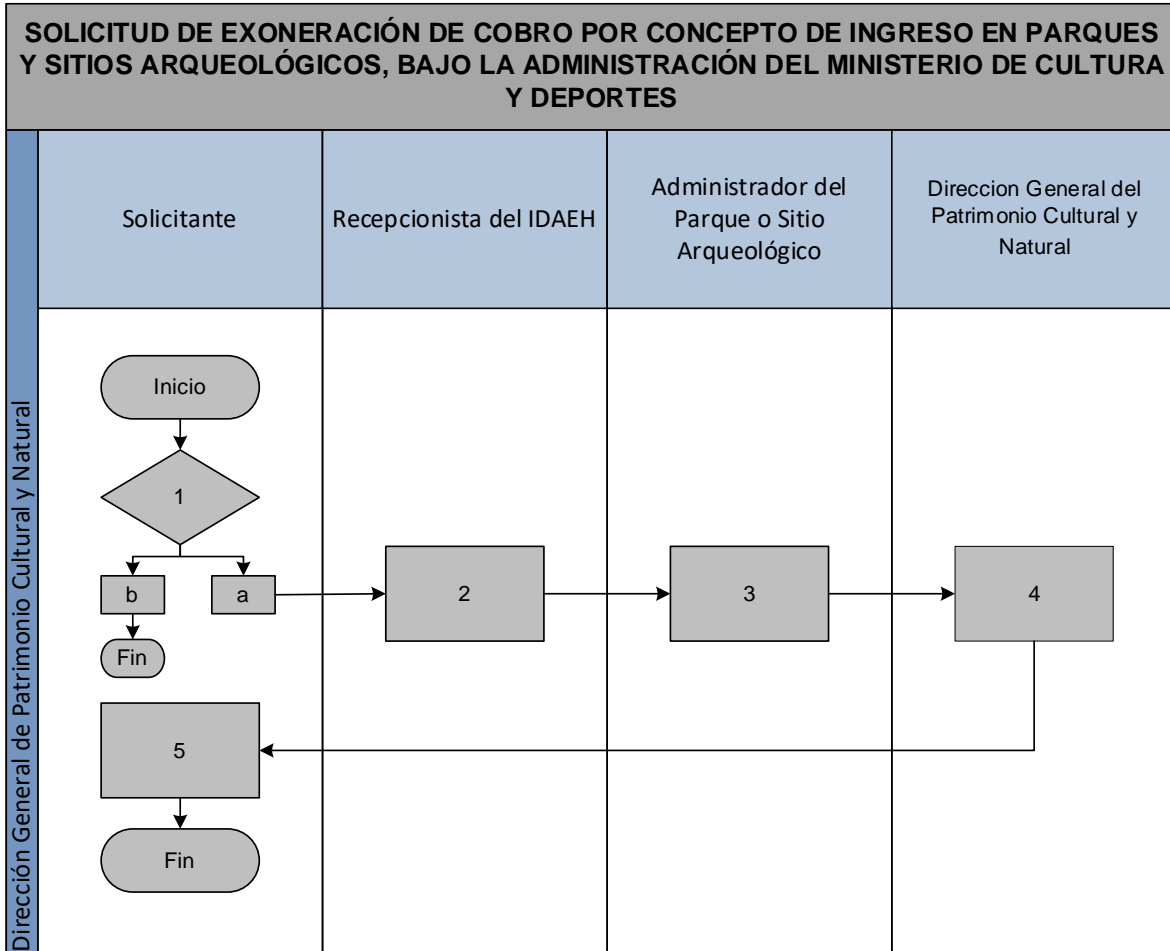 SOLICITUD DE EXONERACIÓN DE COBRO POR CONCEPTO DE INGRESO EN PARQUES
Y SITIOS ARQUEOLÓGICOS, BAJO LA ADMINISTRACIÓN DEL MINISTERIO DE CULTURA
Y DEPORTES
Dirección General de Patrimonio Cultural y Natural
Solicitante
Recepcionista del IDAEH
Administrador del
Parque o Sitio
Arqueológico
Direccion General del
Patrimonio Cultural y
Natural
Inicio
1
b
a
2
3
4
Fin
5
Fin